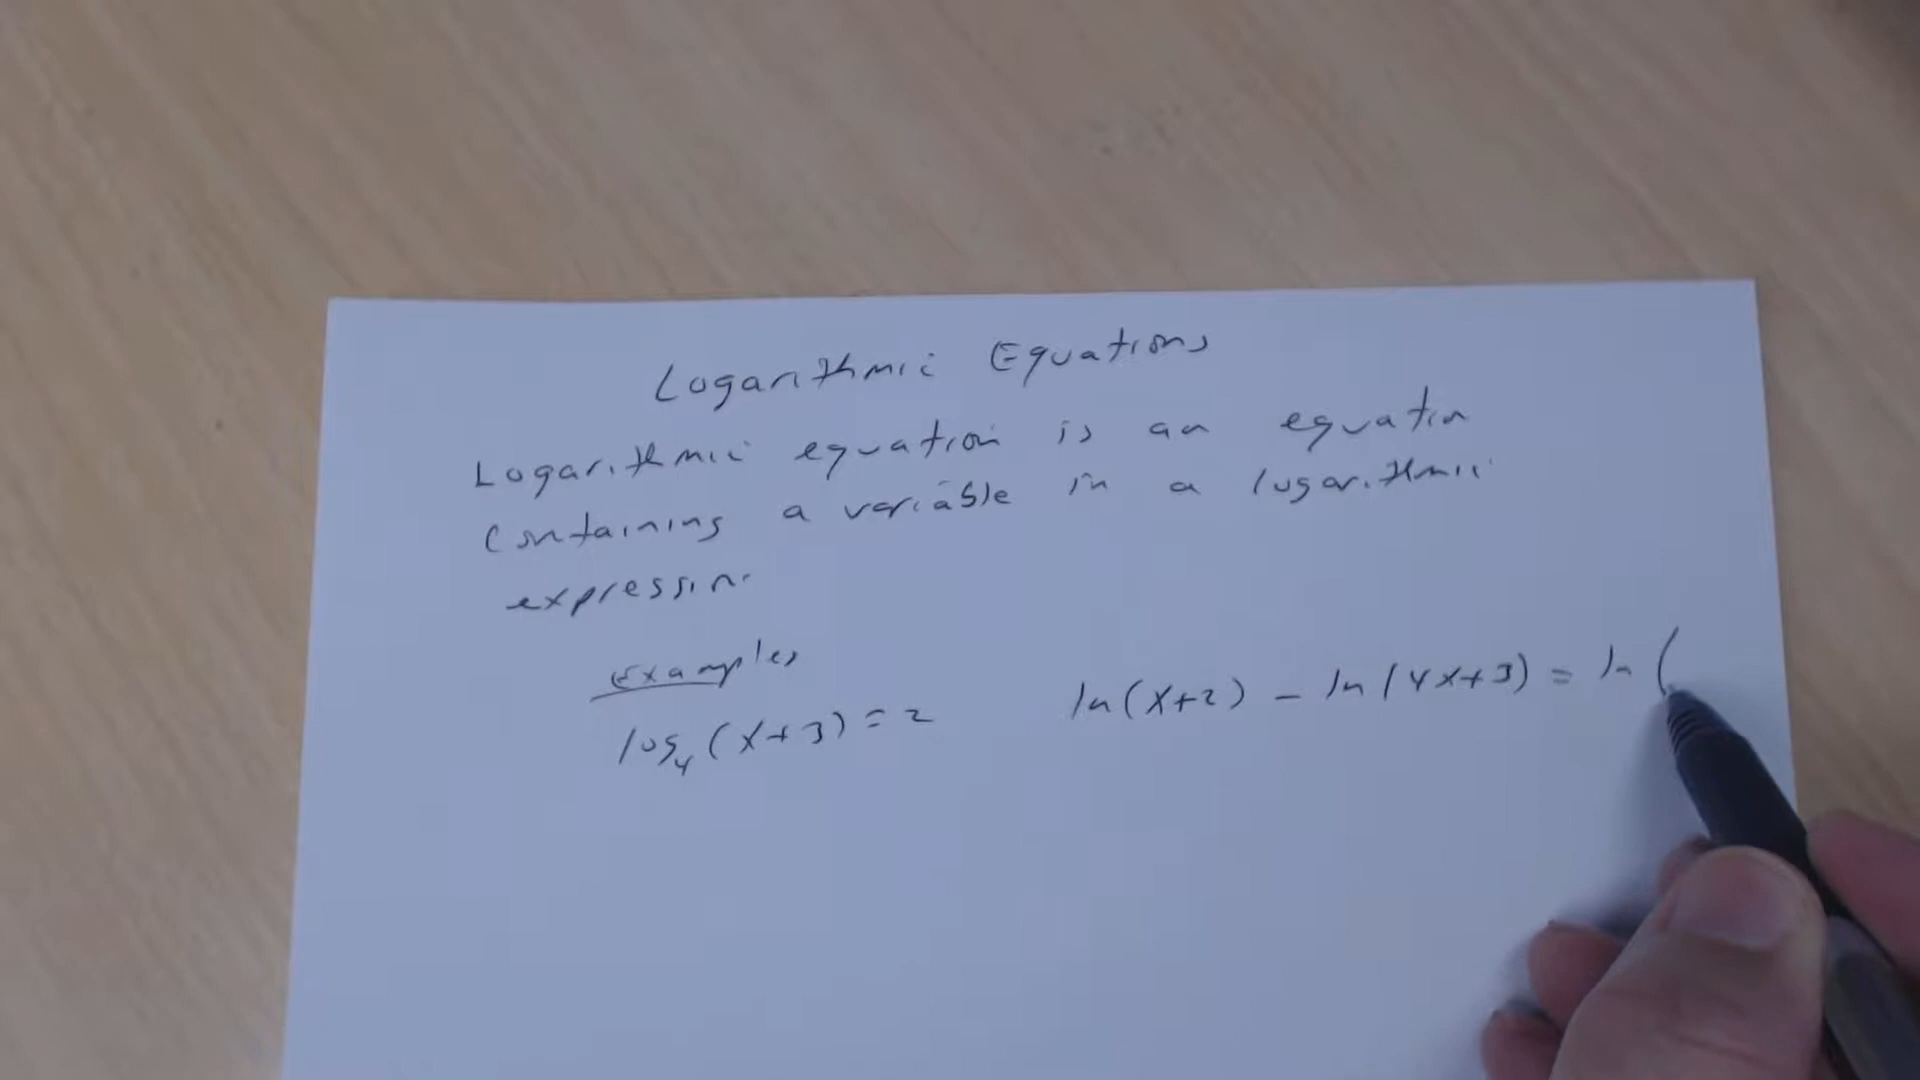 Logarithmic Equations
Logarithmic equation is an equation
containing a variable in a logarithmic
expression.
Examples
log₄(x+3)=2    ln(x+2) - ln(4x+3) = ln(